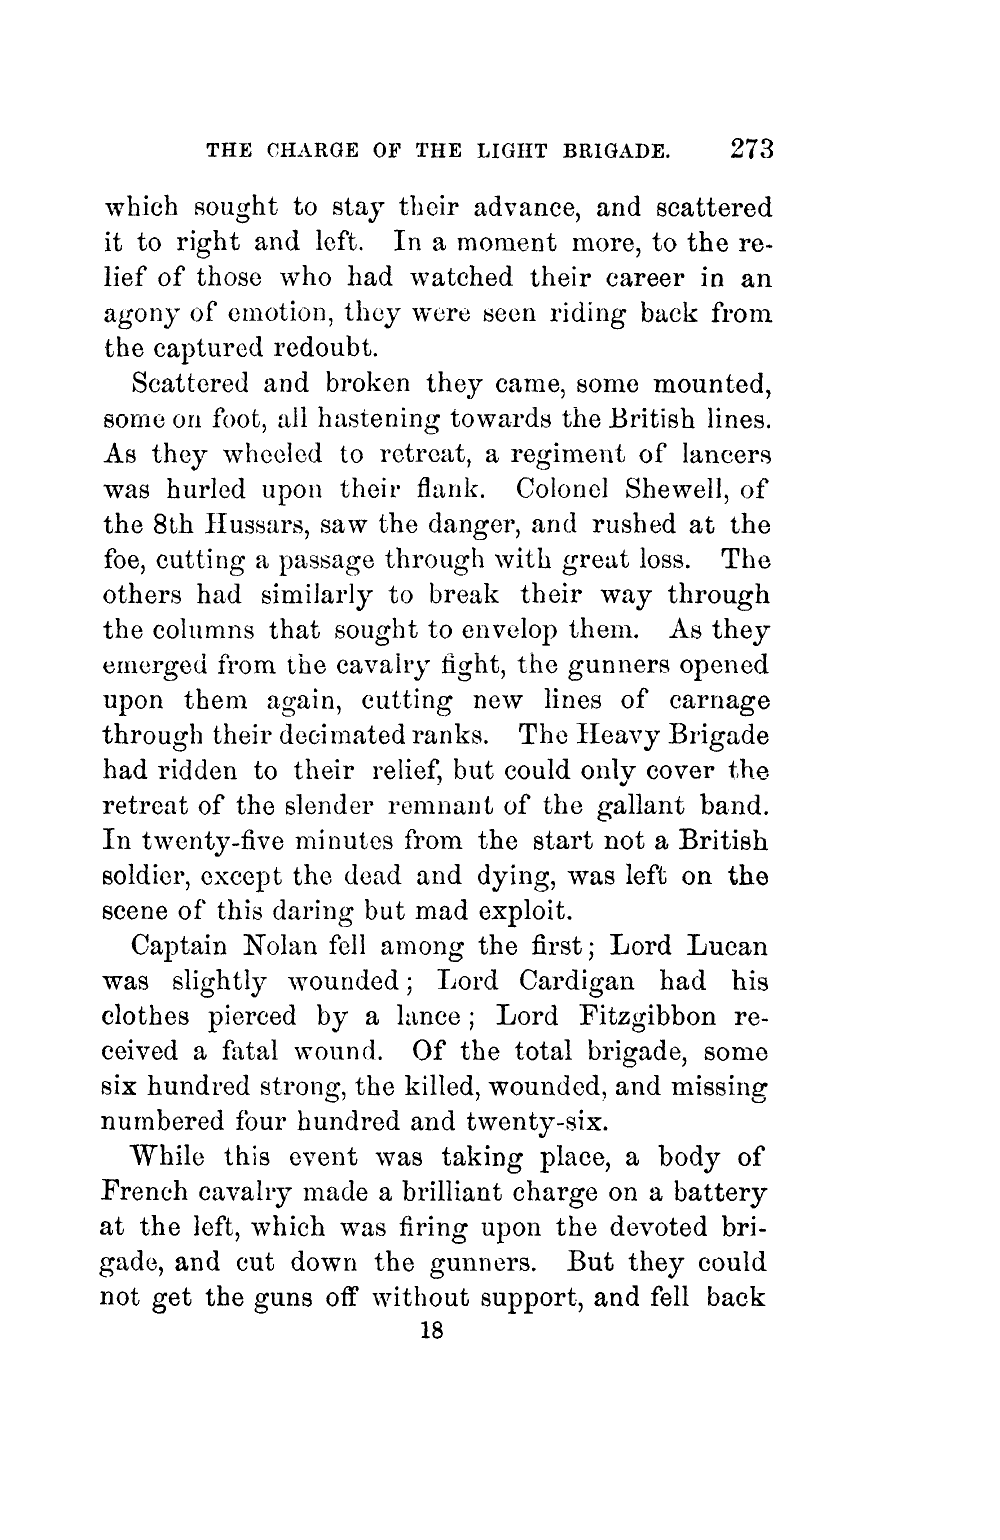 THE CHARGE OF THE LIGHT BRIGADE. 273
which sought to stay their advance, and scattered
it to right and left. In a moment more, to the re-
lief of those who had watched their career in an
agony of emotion, they were seen riding back from
the captured redoubt.
Scattered and broken they came, some mounted,
some on foot, all hastening towards the British lines.
As they wheeled to retreat, a regiment of lancers
was hurled upon their flank. Colonel Shewell, of
the 8th Hussars, saw the danger, and rushed at the
foe, cutting a passage through with great loss. The
others had similarly to break their way through
the columns that sought to envelop them. As they
emerged from the cavalry fight, the gunners opened
upon them again, cutting new lines of carnage
through their decimated ranks. The Heavy Brigade
had ridden to their relief, but could only cover the
retreat of the slender remnant of the gallant band.
In twenty-five minutes from the start not a British
soldier, except the dead and dying, was left on the
scene of this daring but mad exploit.
Captain Nolan fell among the first; Lord Lucan
was slightly wounded; Lord Cardigan had his
clothes pierced by a lance; Lord Fitzgibbon re-
ceived a fatal wound. Of the total brigade, some
six hundred strong, the killed, wounded, and missing
numbered four hundred and twenty-six.
While this event was taking place, a body of
French cavalry made a brilliant charge on a battery
at the left, which was firing upon the devoted bri-
gade, and cut down the gunners. But they could
not get the guns off without support, and fell back
18